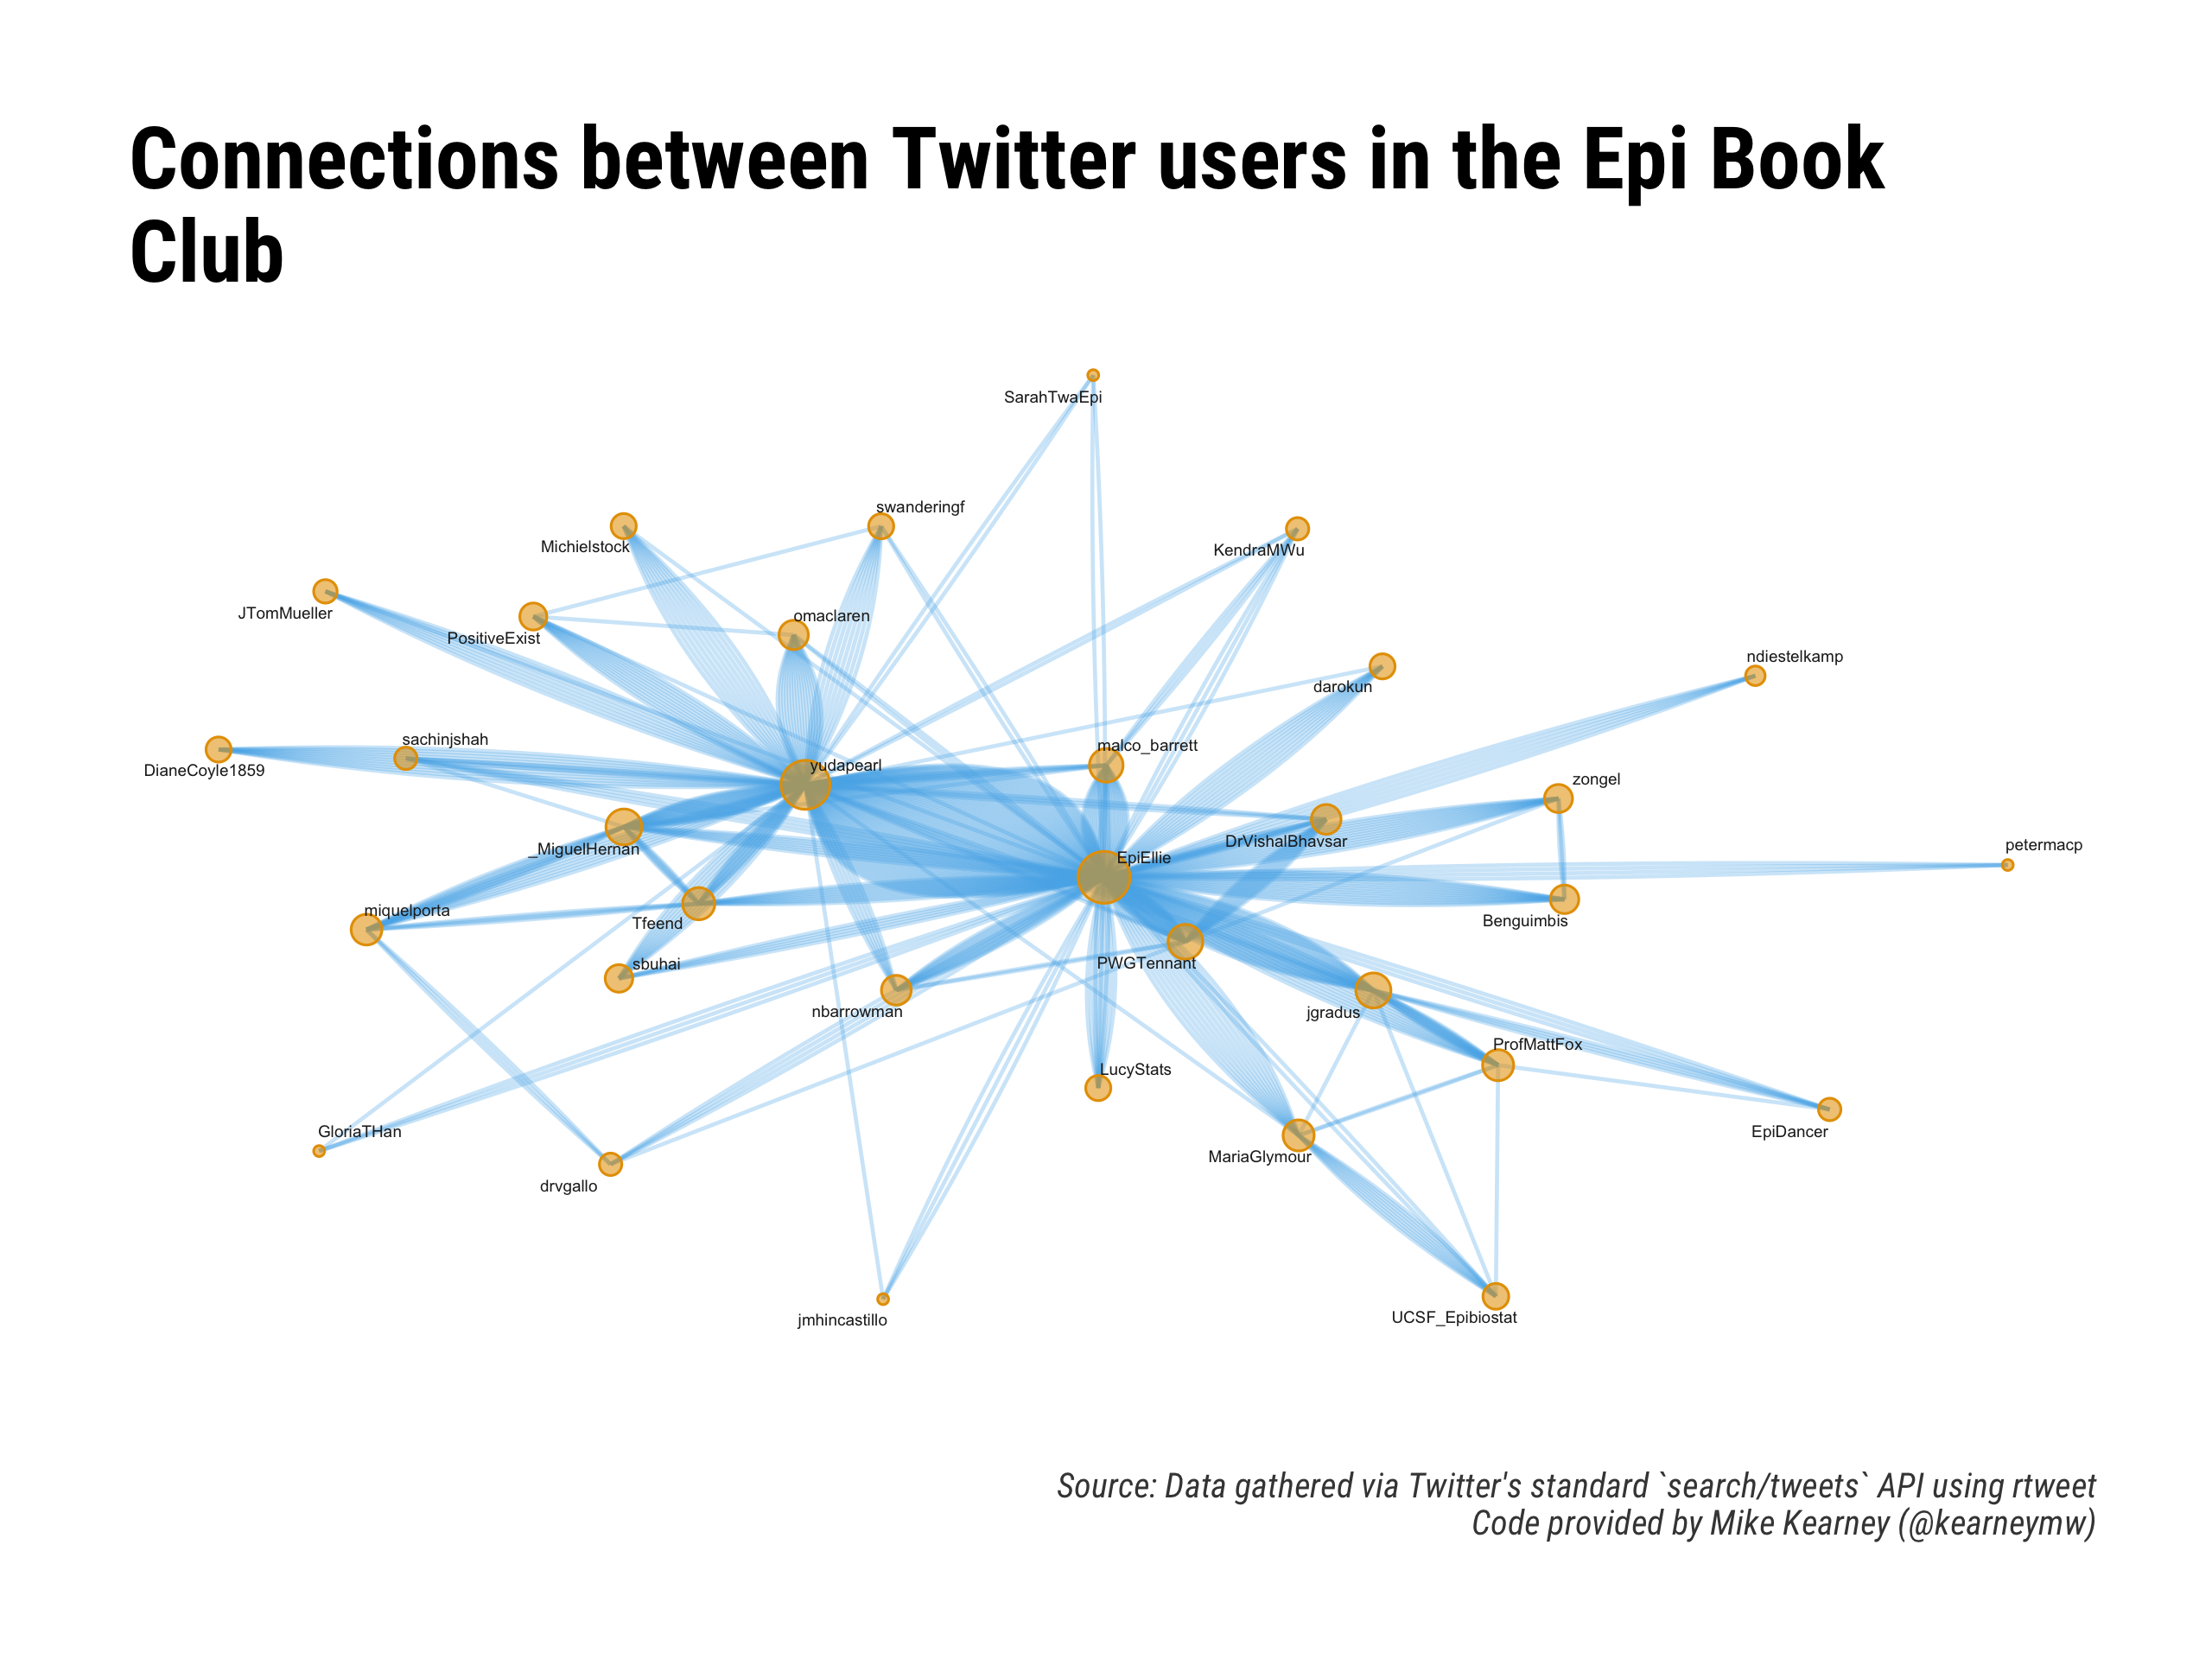 Connections between Twitter users in the Epi Book
Club
SarahTwaEpi
swanderingf
Michielstock
KendraMWu
JTomMueller
omaclaren
PositiveExist
ndiestelkamp
darokun
sachinjshah
malco_barrett
yudapearl
DianeCoyle1859
zongel
DrVishalBhavsar
petermacp
_MiguelHernan
EpiEllie
miquelporta
Tfeend
Benguimbis
sbuhai
PWGTennant
nbarrowman
jgradus
ProfMattFox
LucyStats
GloriaTHan
EpiDancer
MariaGlymour
drvgallo
UCSF_Epibiostat
jmhincastillo
Source: Data gathered via Twitter's standard `search/tweets` API using rtweet
Code provided by Mike Kearney (@kearneymw)